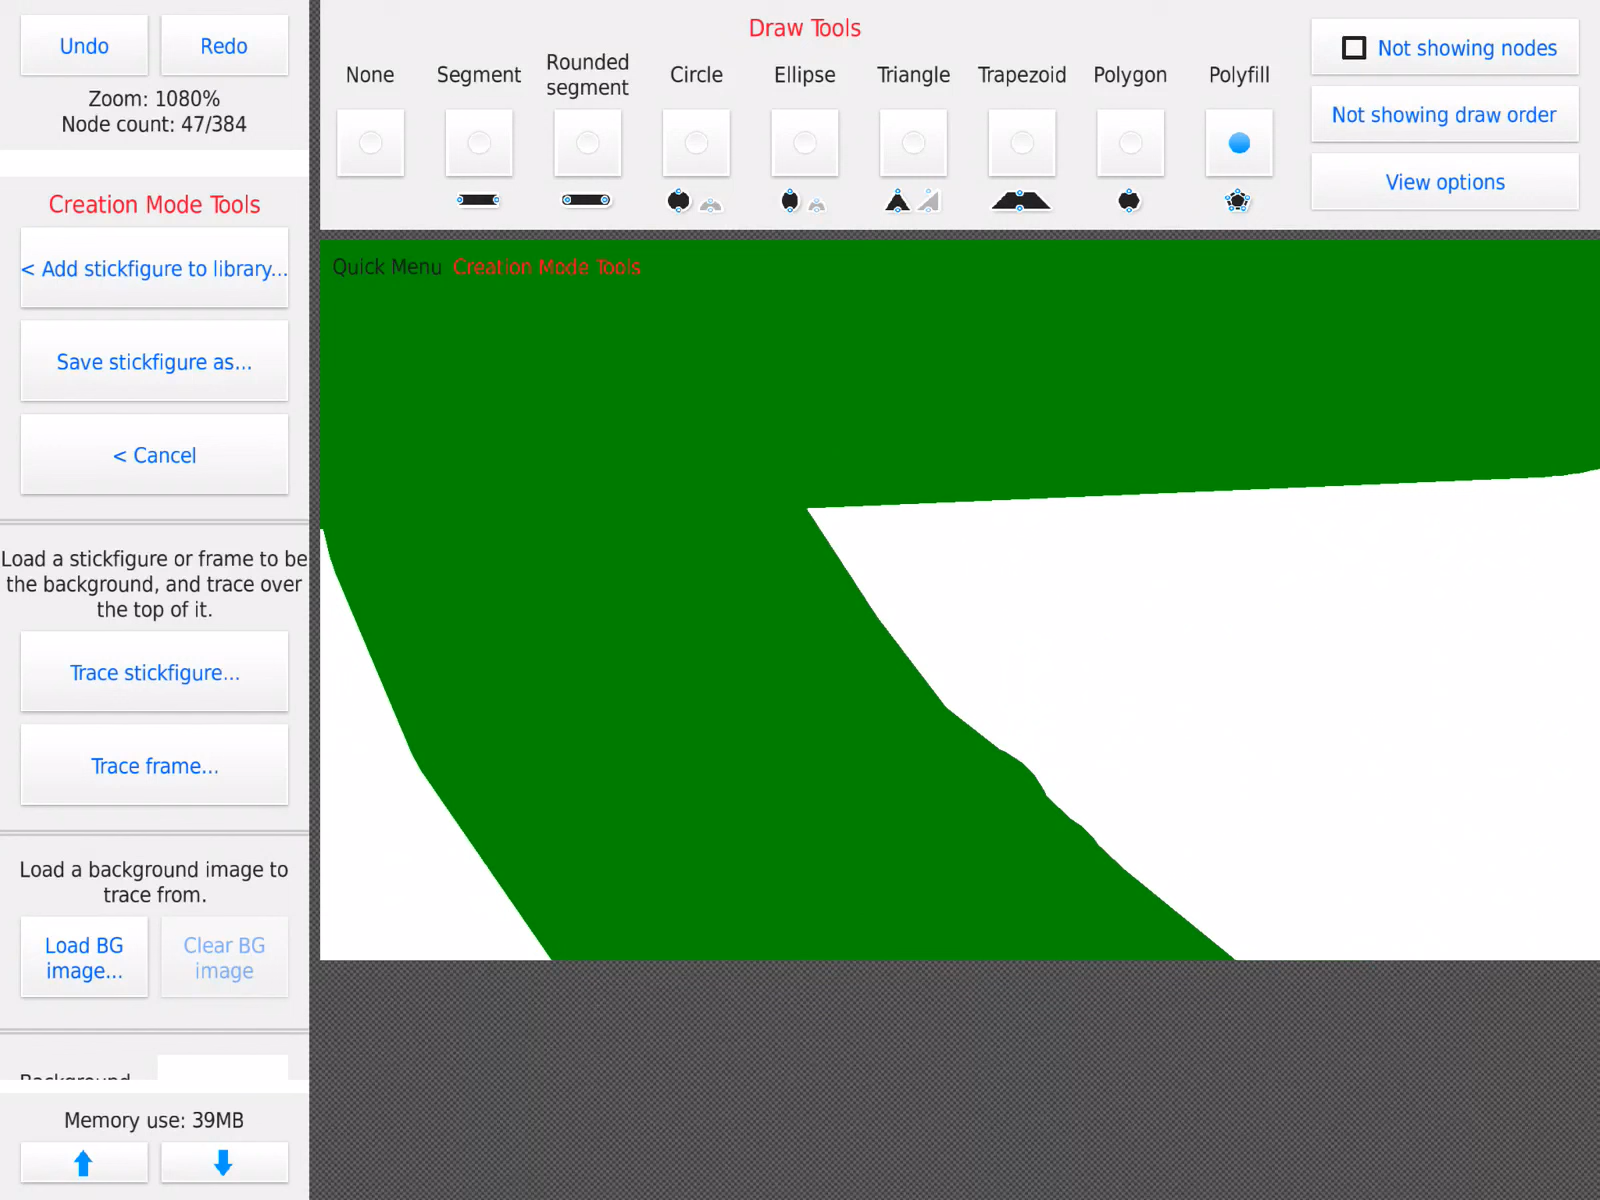 Undo
Redo
Zoom: 1080%
Node count: 47/384
Creation Mode Tools
< Add stickfigure to library...
Save stickfigure as...
< Cancel
Load a stickfigure or frame to be
the background, and trace over
the top of it.
Trace stickfigure...
Trace frame...
Load a background image to
trace from.
Load BG
image...
Clear BG
image
Background
Memory use: 39MB
Draw Tools
None
Segment
Rounded
segment
Circle
Ellipse
Triangle
Trapezoid
Polygon
Polyfill
Not showing nodes
Not showing draw order
View options
Quick Menu Creation Mode Tools